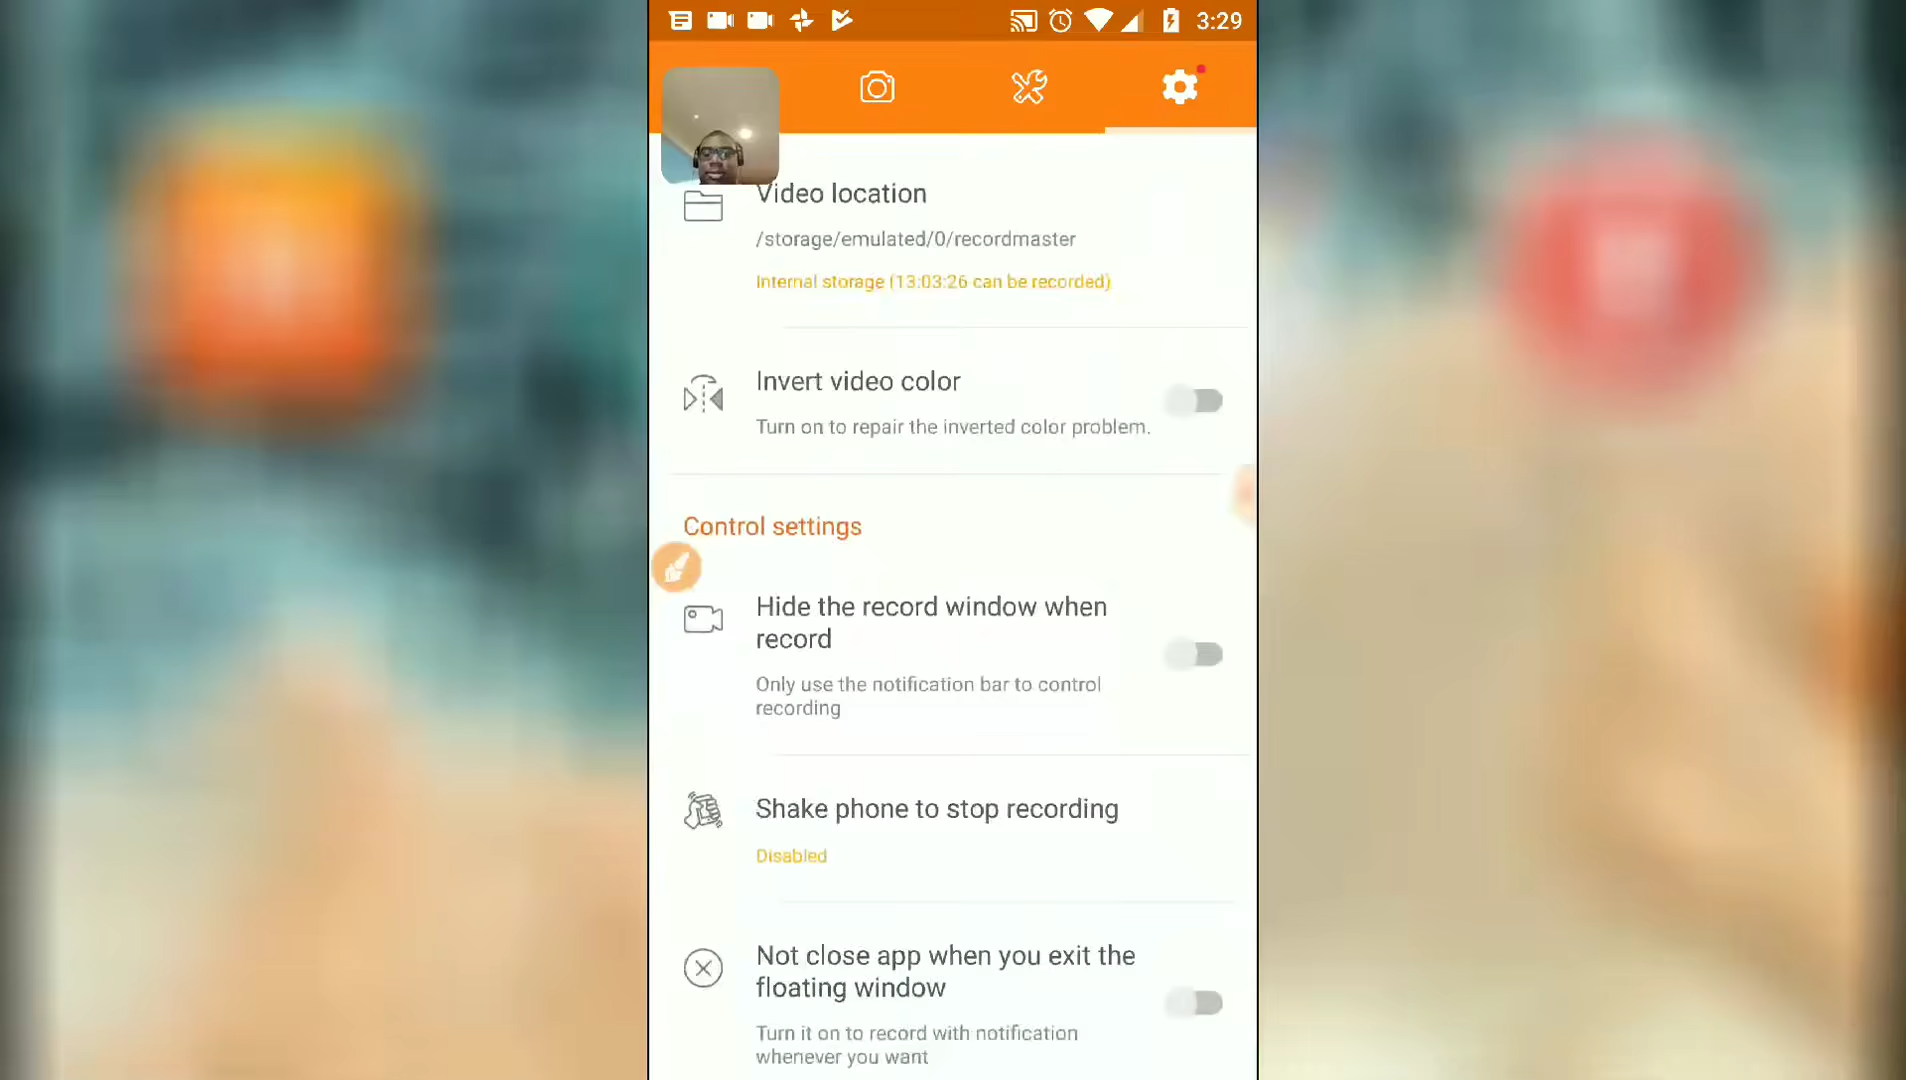 3:29
Video location
/storage/emulated/0/recordmaster
Internal storage (13:03:26 can be recorded)
Invert video color
Turn on to repair the inverted color problem.
Control settings
Hide the record window when
record
Only use the notification bar to control
recording
Shake phone to stop recording
Disabled
Not close app when you exit the
floating window
Turn it on to record with notification
whenever you want